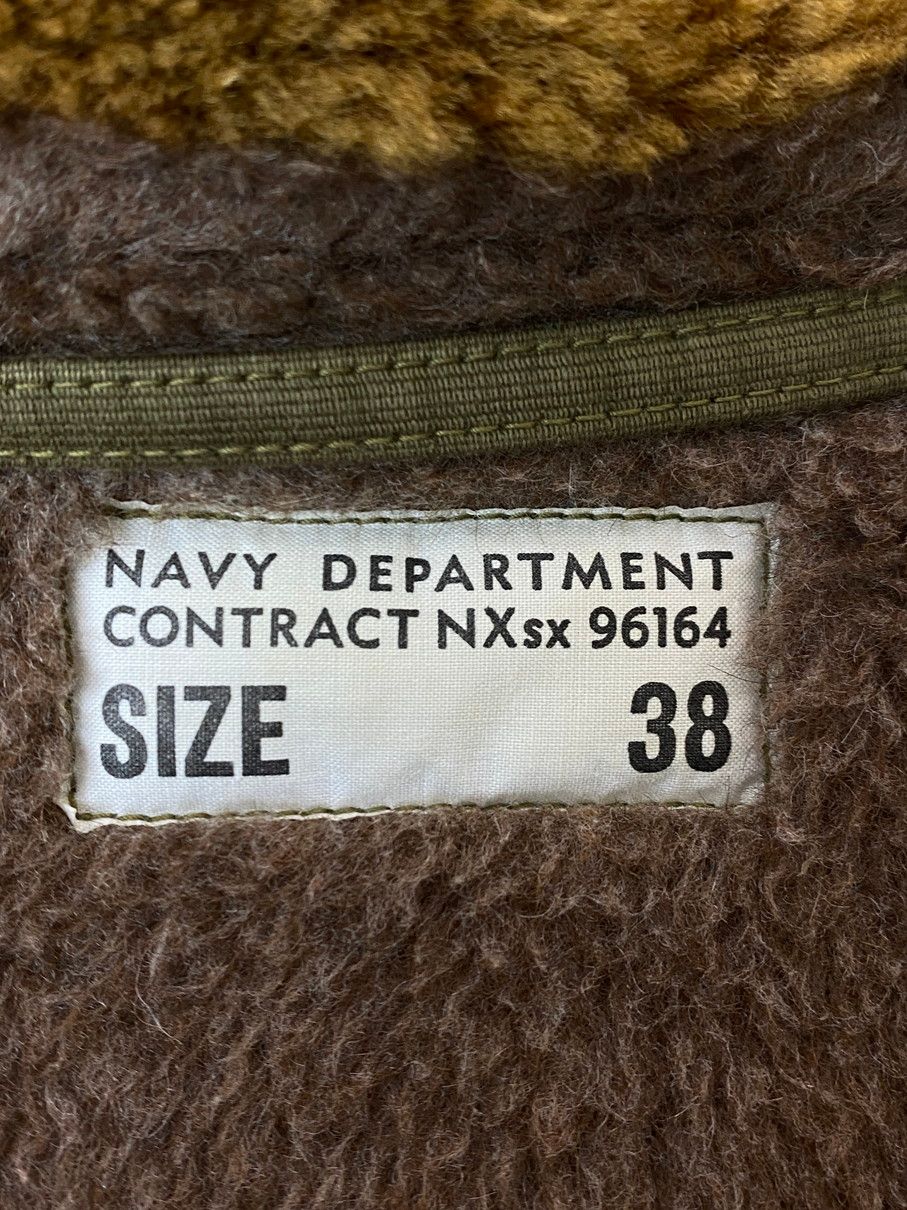 NAVY DEPARTMENT
CONTRACT NXsx 96164
SIZE 38